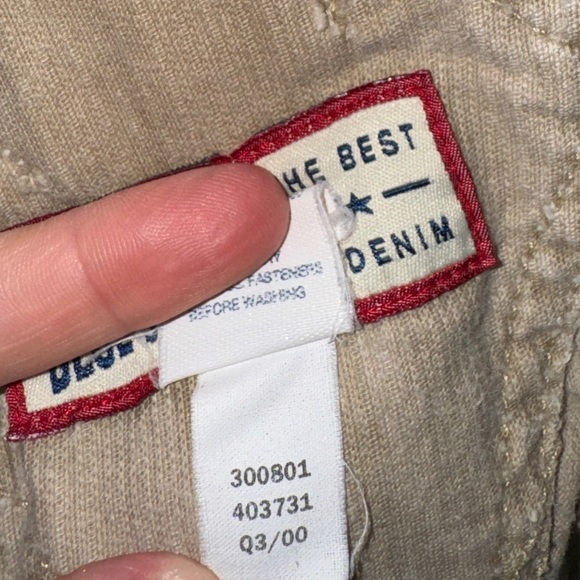 HE BEST
DENIM
FASTENERS
BEFORE WASHING
300801
403731
Q3/00